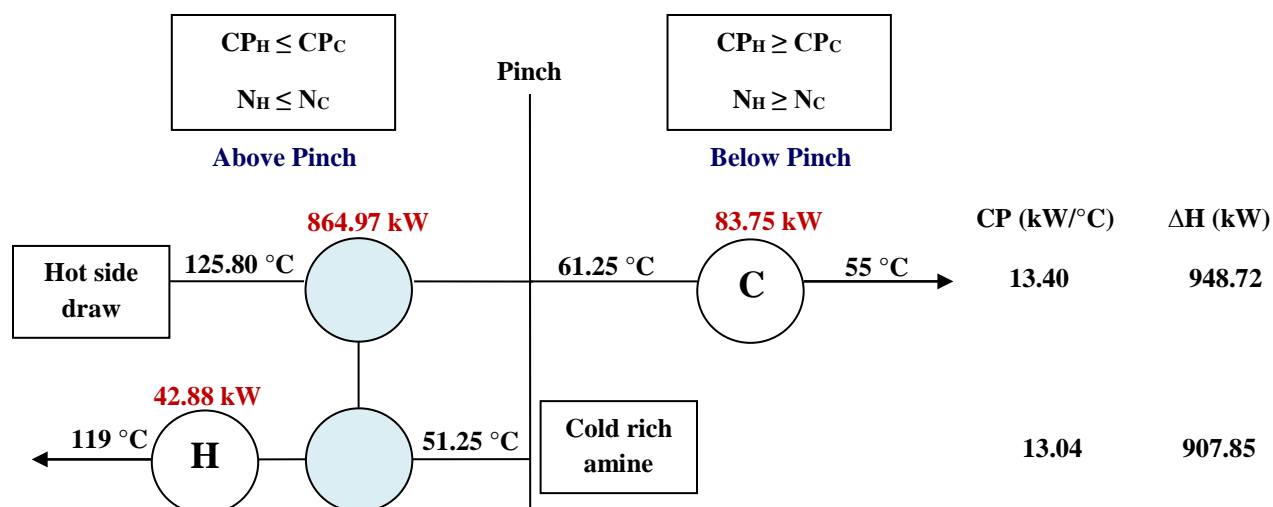 CPH ≤ CPC
NH ≤ NC
Above Pinch
Pinch
CPH ≥ CPC
NH ≥ NC
Below Pinch
CP (kW/°C)
ΔH (kW)
Hot side
draw
125.80 °C
864.97 kW
61.25 °C
83.75 kW
C
55 °C
13.40
948.72
119 °C
42.88 kW
H
51.25 °C
Cold rich
amine
13.04
907.85